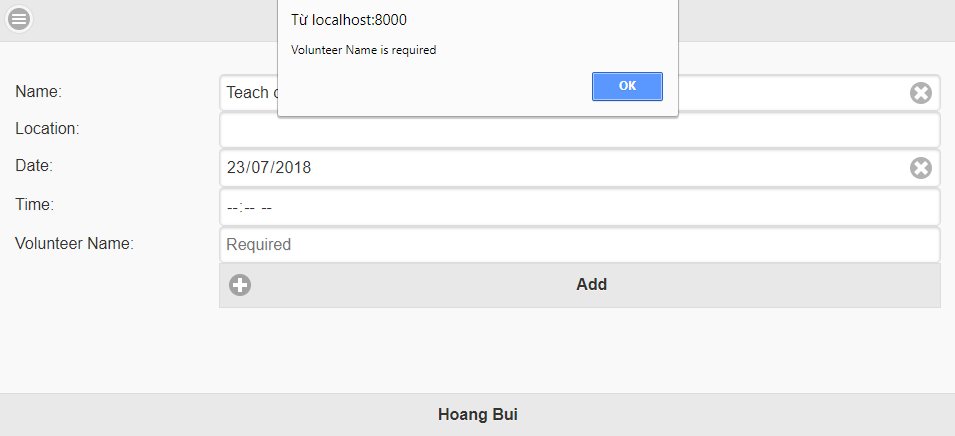 Từ localhost:8000
Volunteer Name is required
OK
Name: Teach
Location:
Date: 23/07/2018
Time: --:-- --
Volunteer Name: Required
Add
Hoang Bui